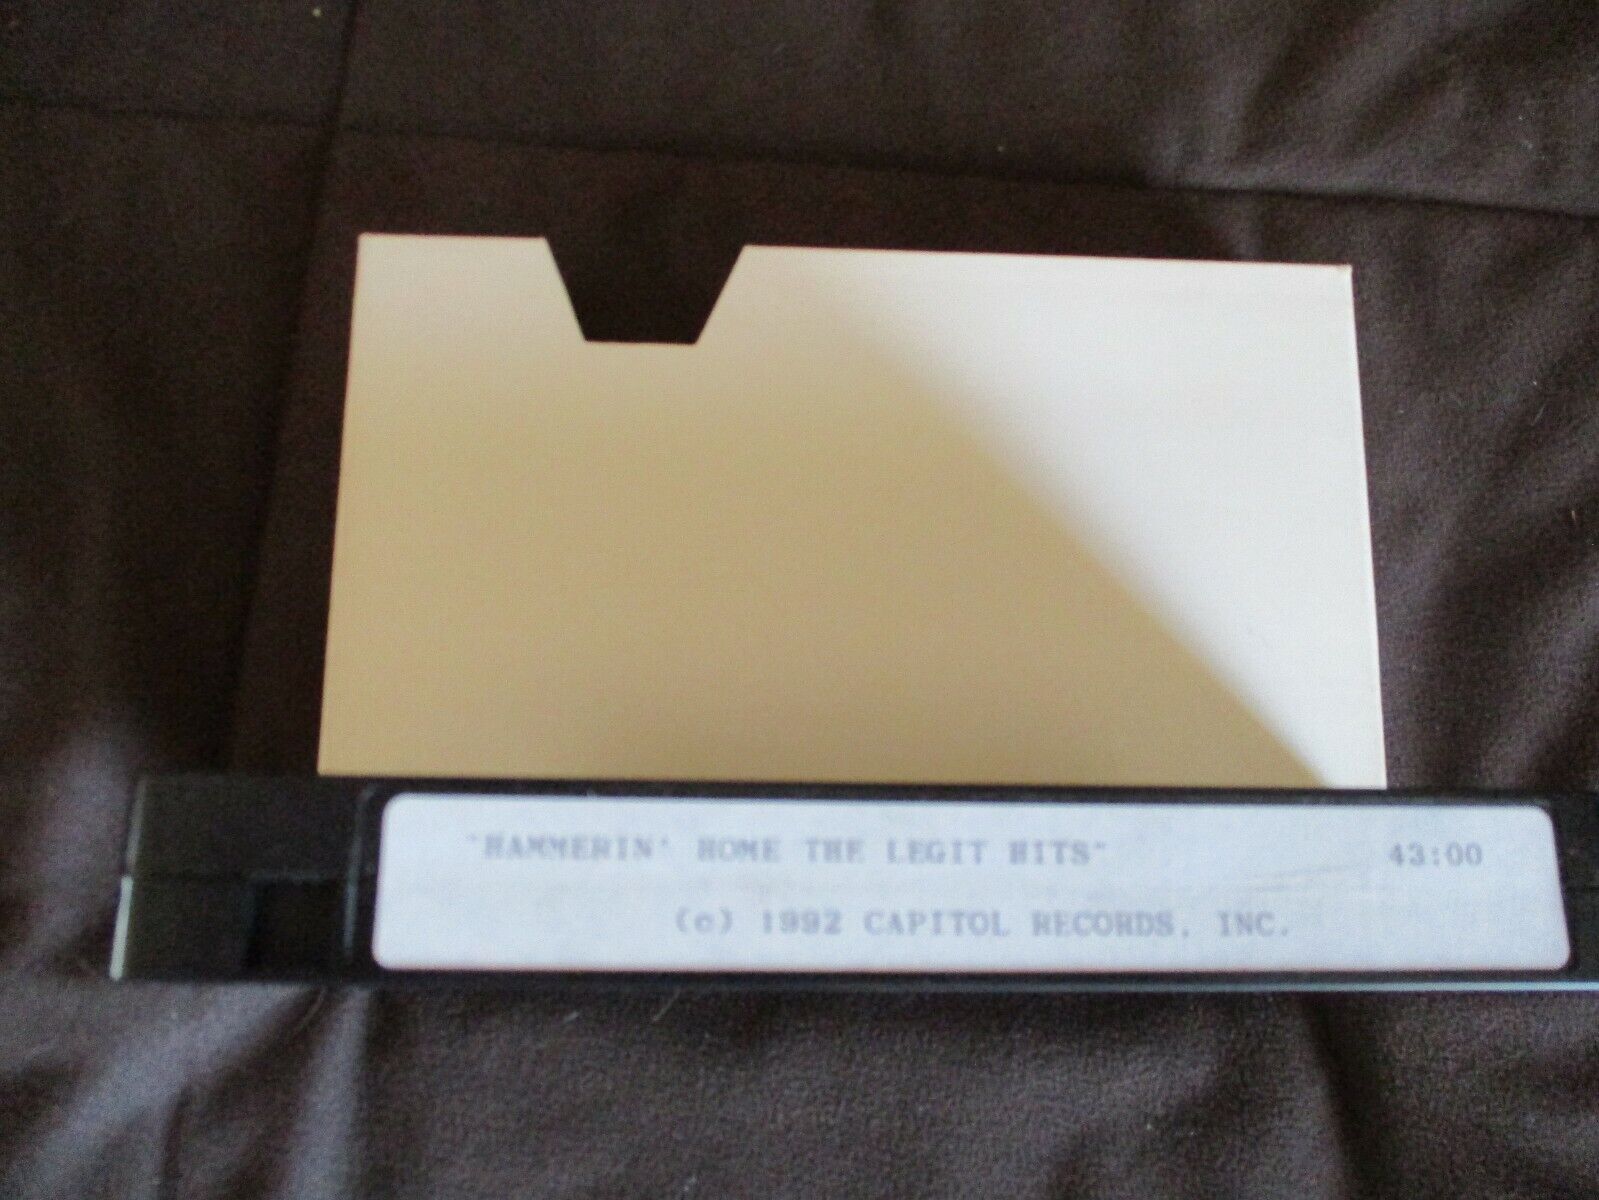 "HAMMERIN' HOME THE LEGIT HITS" 43:00
(c) 1992 CAPITOL RECORDS, INC.